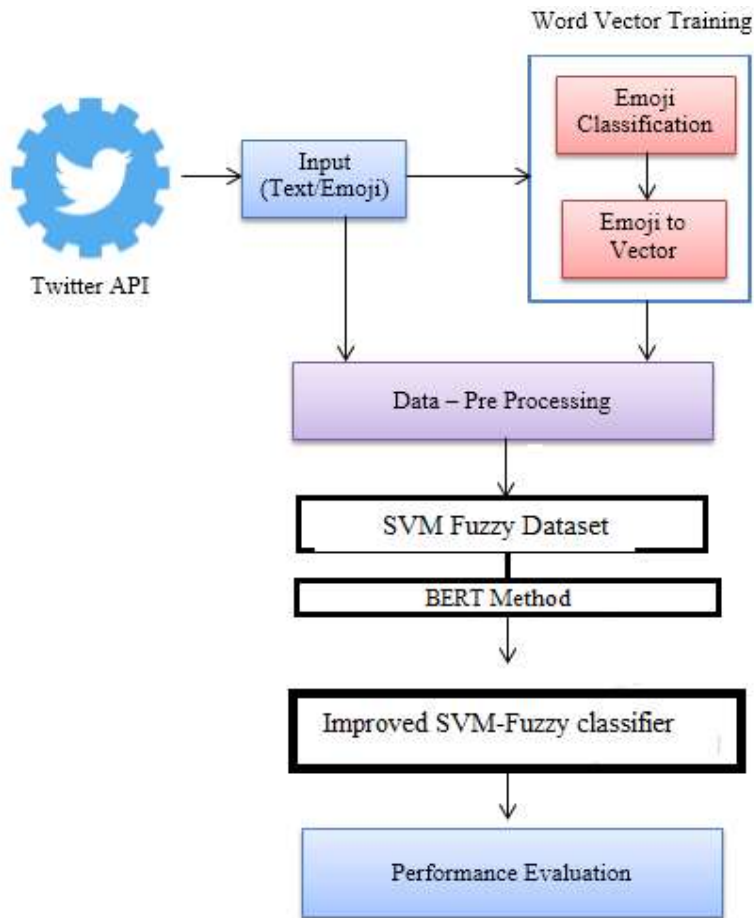 Word Vector Training
Emoji
Classification
Input
(Text/Emoji)
Emoji to
Vector
Twitter API
Data – Pre Processing
SVM Fuzzy Dataset
BERT Method
Improved SVM-Fuzzy classifier
Performance Evaluation